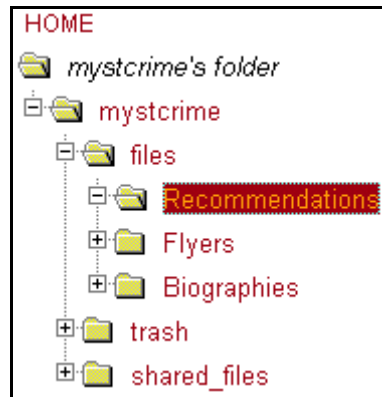 HOME
mystcrime's folder
mystcrime
files
Recommendations
Flyers
Biographies
trash
shared_files